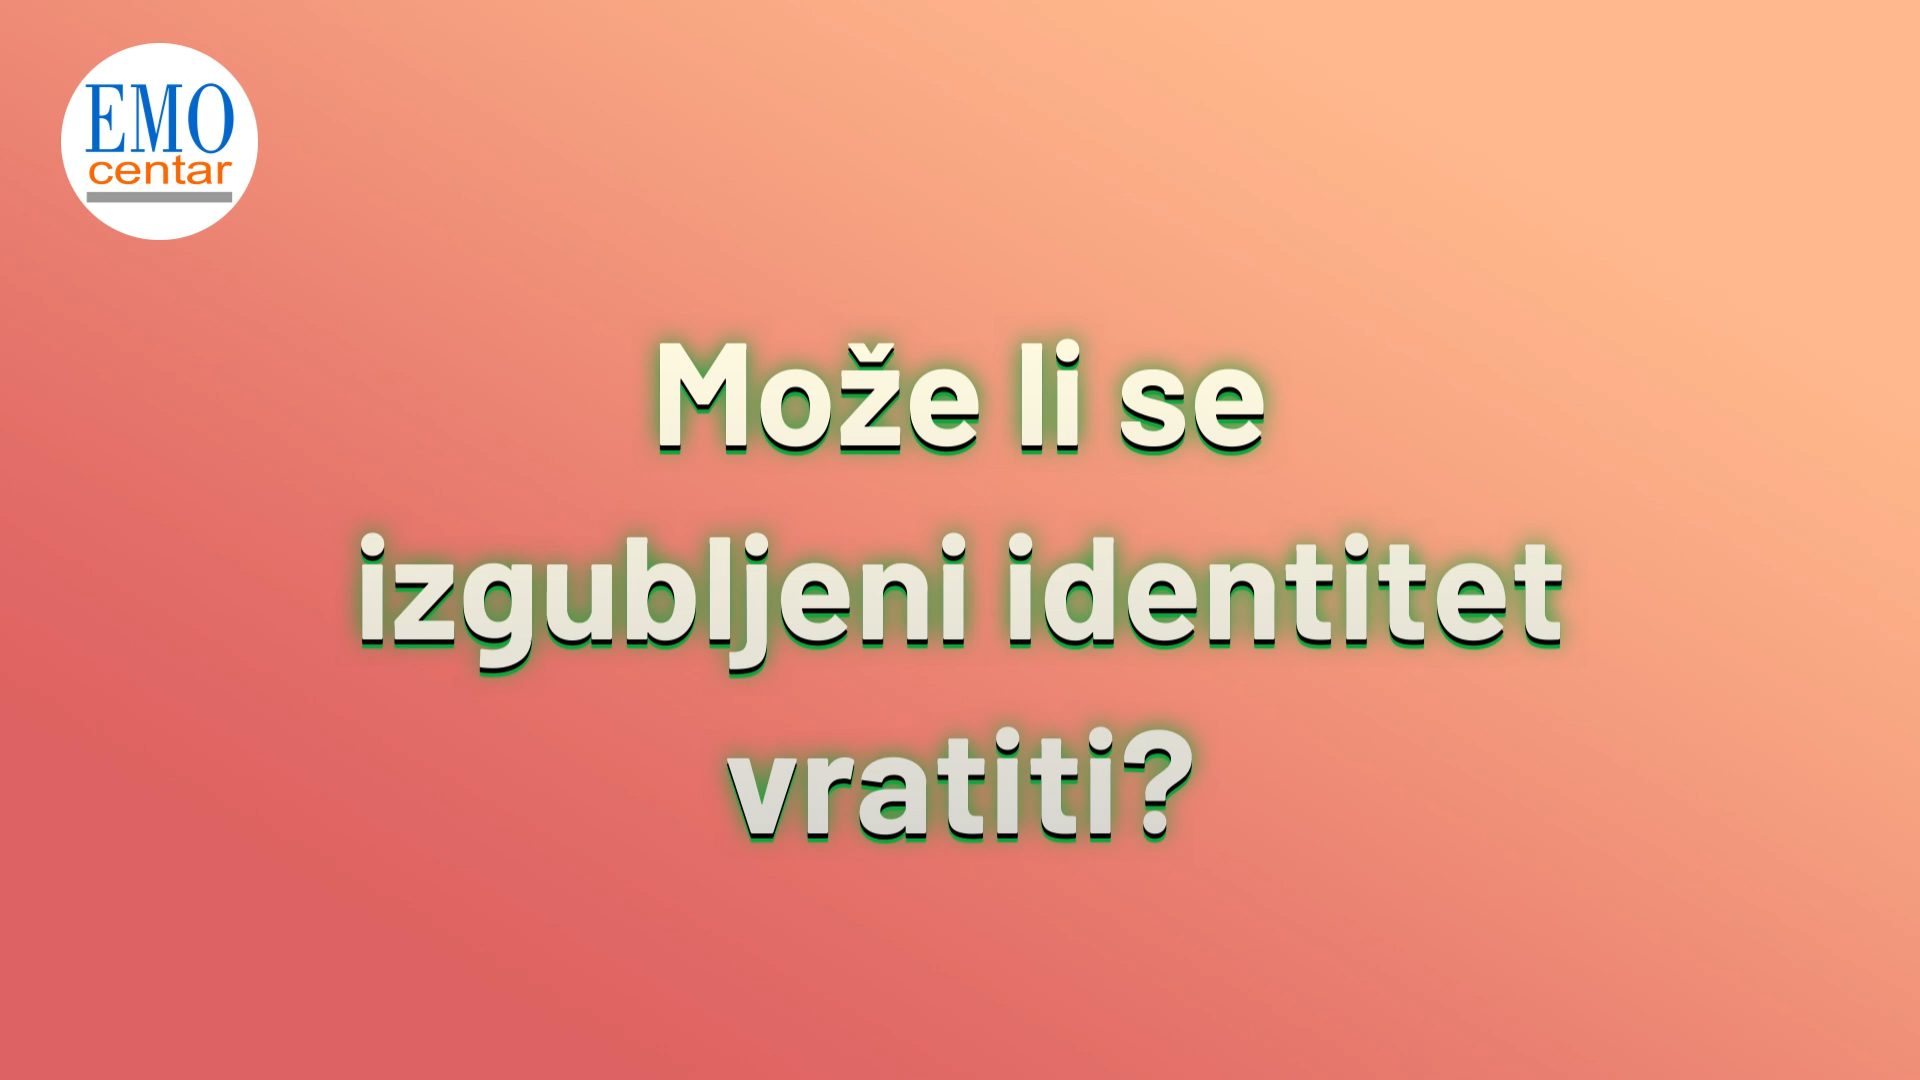 EMO
centar
Može li se
izgubljeni identitet
vratiti?